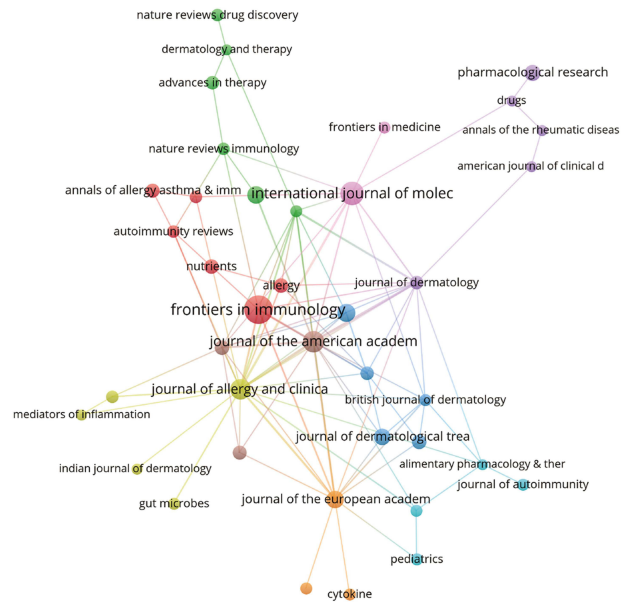 nature reviews drug discovery
dermatology and therapy
pharmacological research
advances in therapy
drugs
frontiers in medicine
annals of the rheumatic diseas
nature reviews immunology
american journal of clinical d
annals of allergy asthma & imm
international journal of molec
autoimmunity reviews
nutrients
allergy
journal of dermatology
frontiers in immunology
journal of the american academ
journal of allergy and clinica
british journal of dermatology
mediators of inflammation
journal of dermatological trea
indian journal of dermatology
alimentary pharmacology & ther
journal of autoimmunity
gut microbes
journal of the european academ
pediatrics
cytokine